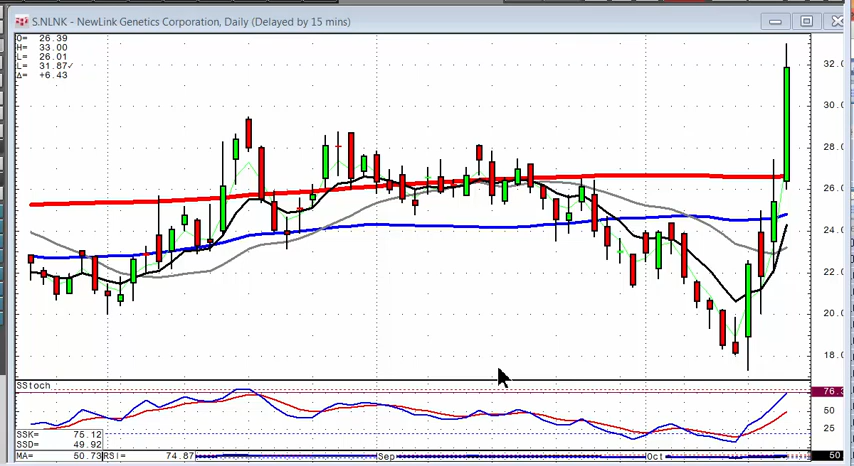 S.NLNK - NewLink Genetics Corporation, Daily (Delayed by 15 mins)
O= 26.39
H= 33.00
L= 26.01
L= 31.87✓
Δ= +6.43
32.0
30.0
28.0
26.0
24.0
22.0
20.0
18.0
SStoch
76.3
50
25
SSK= 75.12
SSD= 49.92
MA= 50.73 RSI= 74.87
Sep
Oct
50